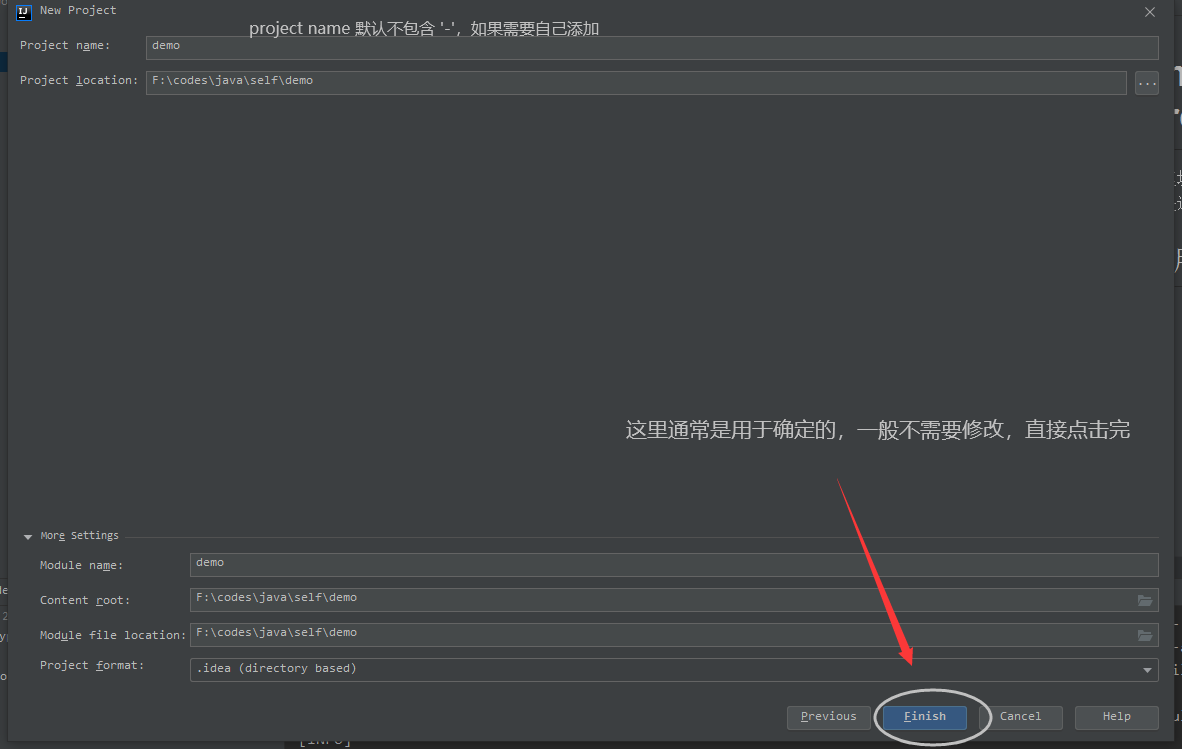 New Project
project name 默认不包含 '-'，如果需要自己添加
Project name:
demo
Project location:
F:\codes\java\self\demo
...
这里通常是用于确定的，一般不需要修改，直接点击完
More Settings
Module name:
demo
Content root:
F:\codes\java\self\demo
Module file location:
F:\codes\java\self\demo
Project format:
.idea (directory based)
Previous
Finish
Cancel
Help
[INFO]